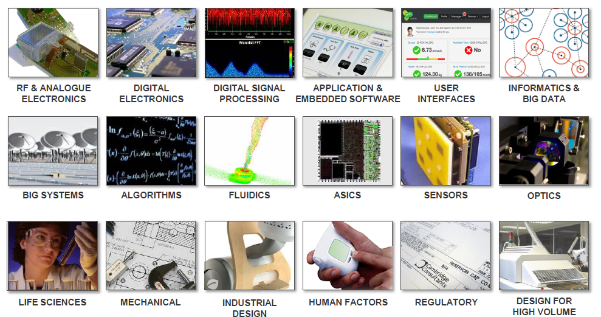 RF & ANALOGUE
ELECTRONICS
DIGITAL
ELECTRONICS
DIGITAL SIGNAL
PROCESSING
APPLICATION &
EMBEDDED SOFTWARE
USER
INTERFACES
INFORMATICS &
BIG DATA
BIG SYSTEMS
ALGORITHMS
FLUIDICS
ASICS
SENSORS
OPTICS
LIFE SCIENCES
MECHANICAL
INDUSTRIAL
DESIGN
HUMAN FACTORS
REGULATORY
DESIGN FOR
HIGH VOLUME